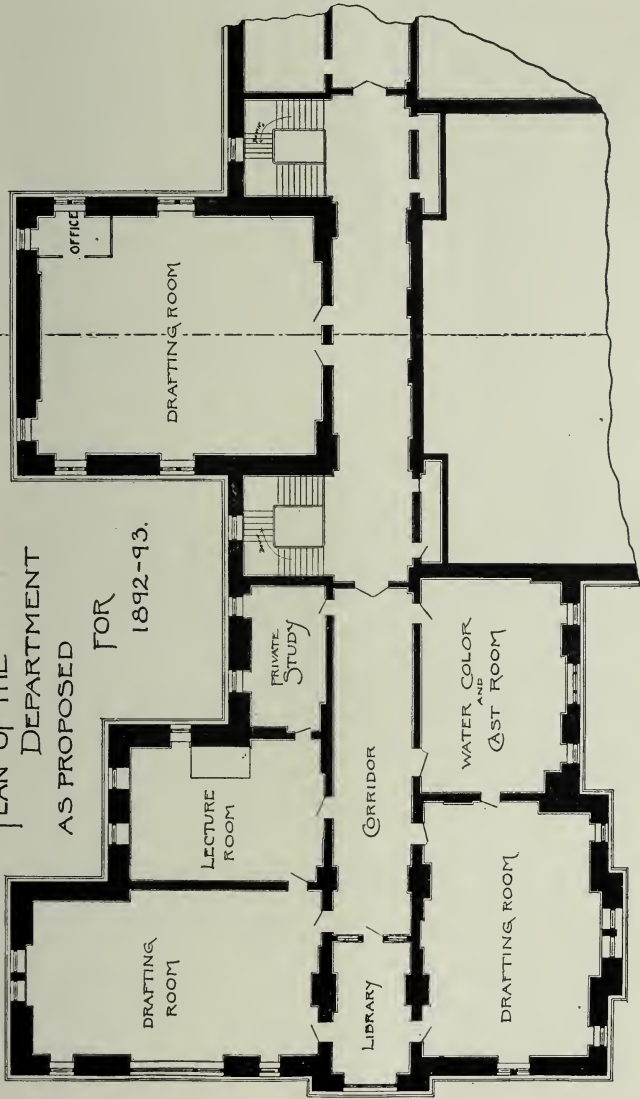 PLAN OF THE
DEPARTMENT
AS PROPOSED
FOR
1892-93.
OFFICE
DRAFTING ROOM
PRIVATE
STUDY
LECTURE
ROOM
DRAFTING
ROOM
CORRIDOR
LIBRARY
WATER COLOR
AND
CAST ROOM
DRAFTING ROOM